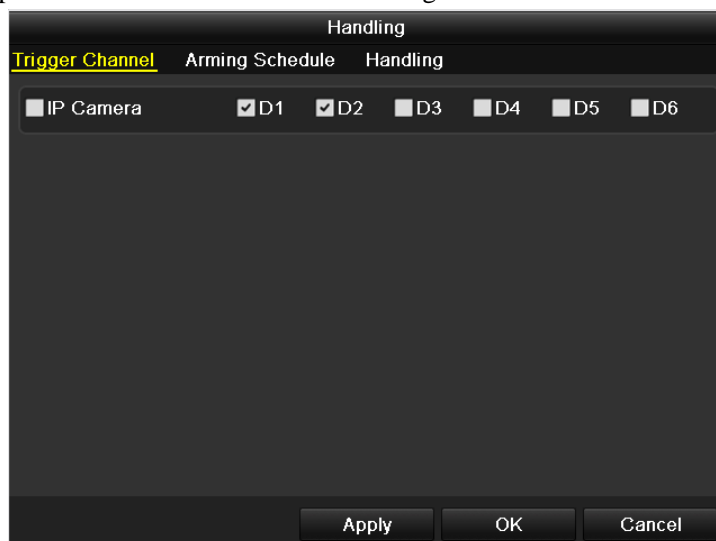 Handling
Trigger Channel Arming Schedule Handling
IP Camera D1 D2 D3 D4 D5 D6
Apply OK Cancel